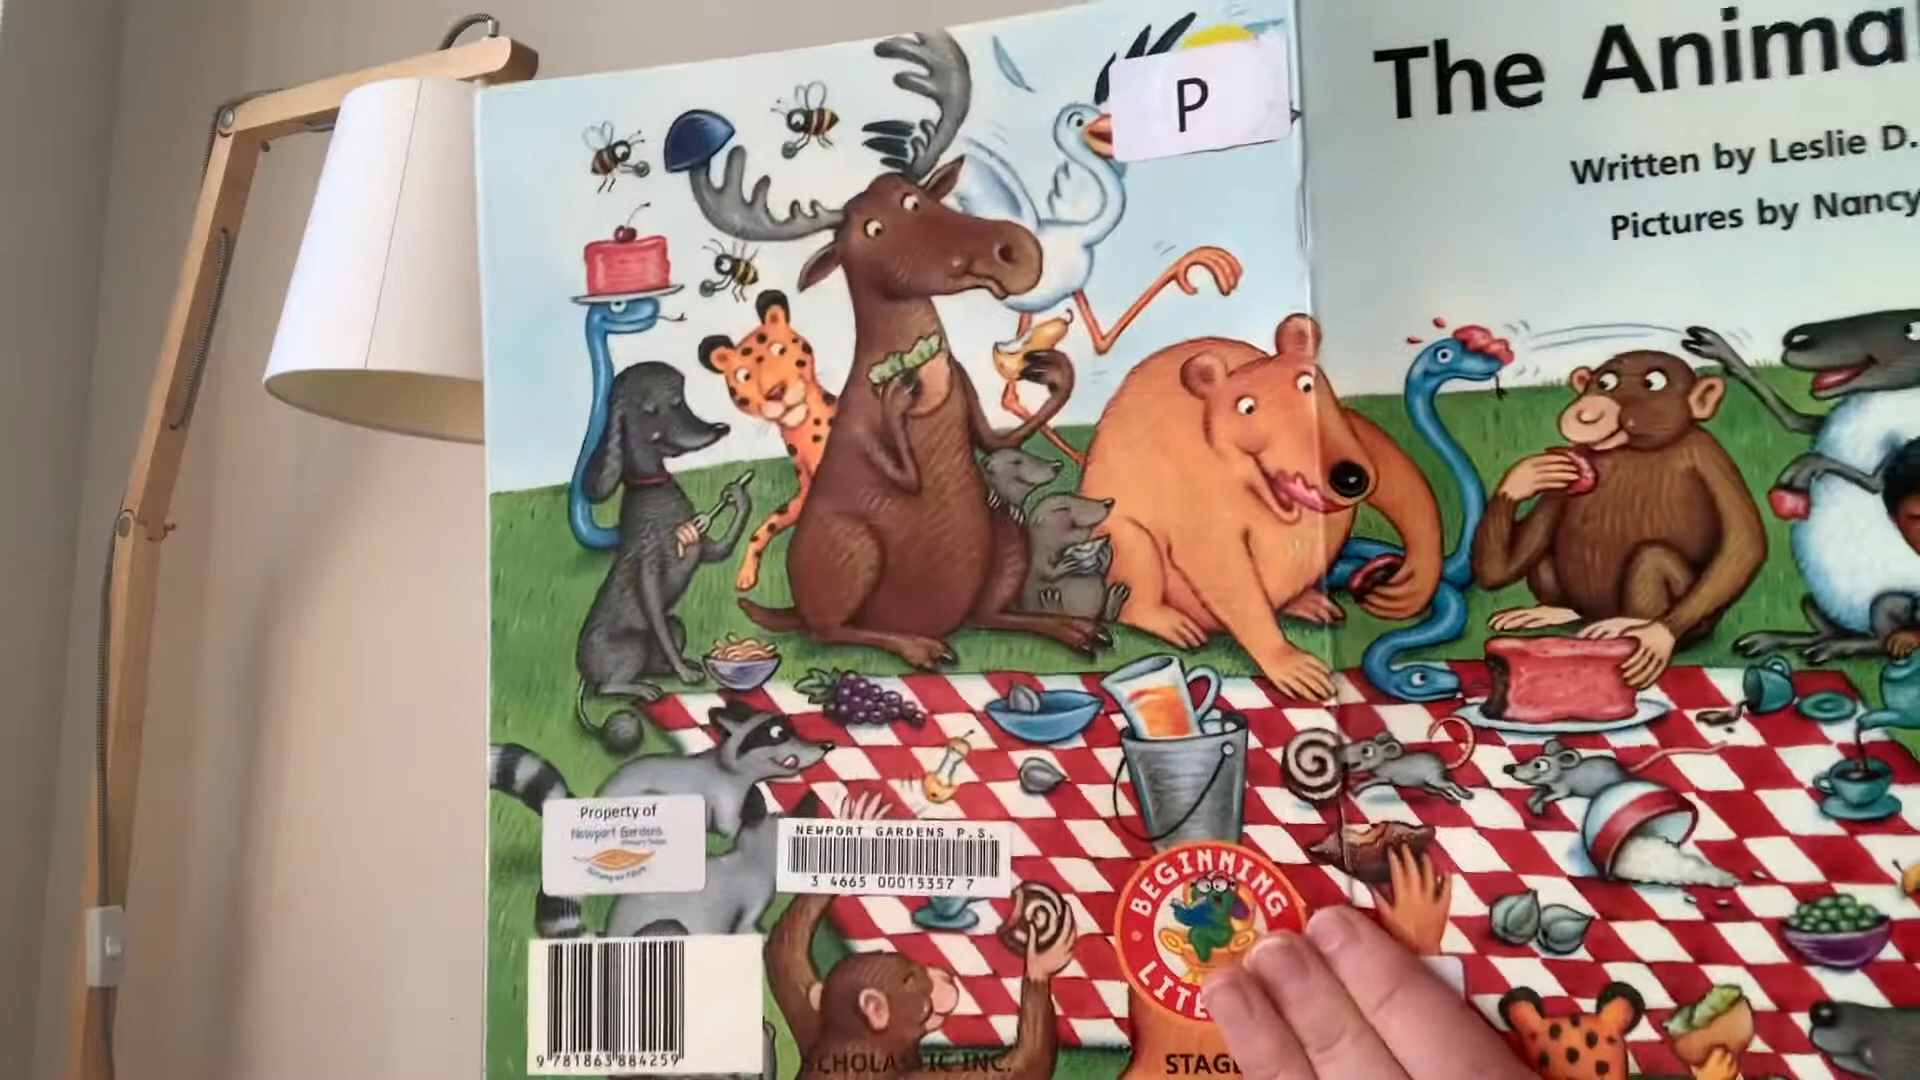 P
The Anima
Written by Leslie D.
Pictures by Nancy
Property of
Newport Gardens
NEWPORT GARDENS P.S.
3 4665 00015357 7
BEGINNING
LITE
9 781863 884259
SCHOLASTIC INC.
STAGE